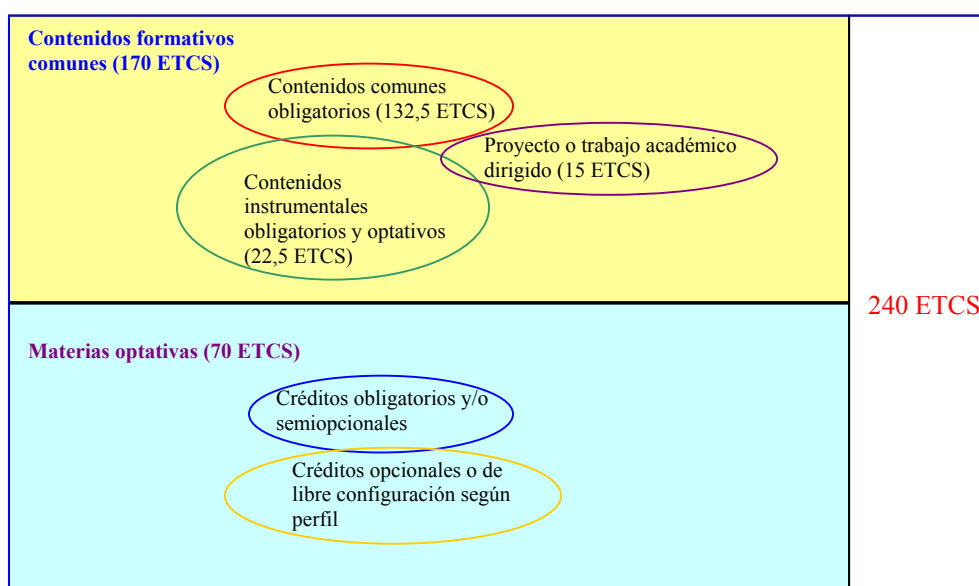 Contenidos formativos
comunes (170 ETCS)
Contenidos comunes
obligatorios (132,5 ETCS)
Proyecto o trabajo académico
dirigido (15 ETCS)
Contenidos
instrumentales
obligatorios y optativos
(22,5 ETCS)
240 ETCS
Materias optativas (70 ETCS)
Créditos obligatorios y/o
semiopcionales
Créditos opcionales o de
libre configuración según
perfil